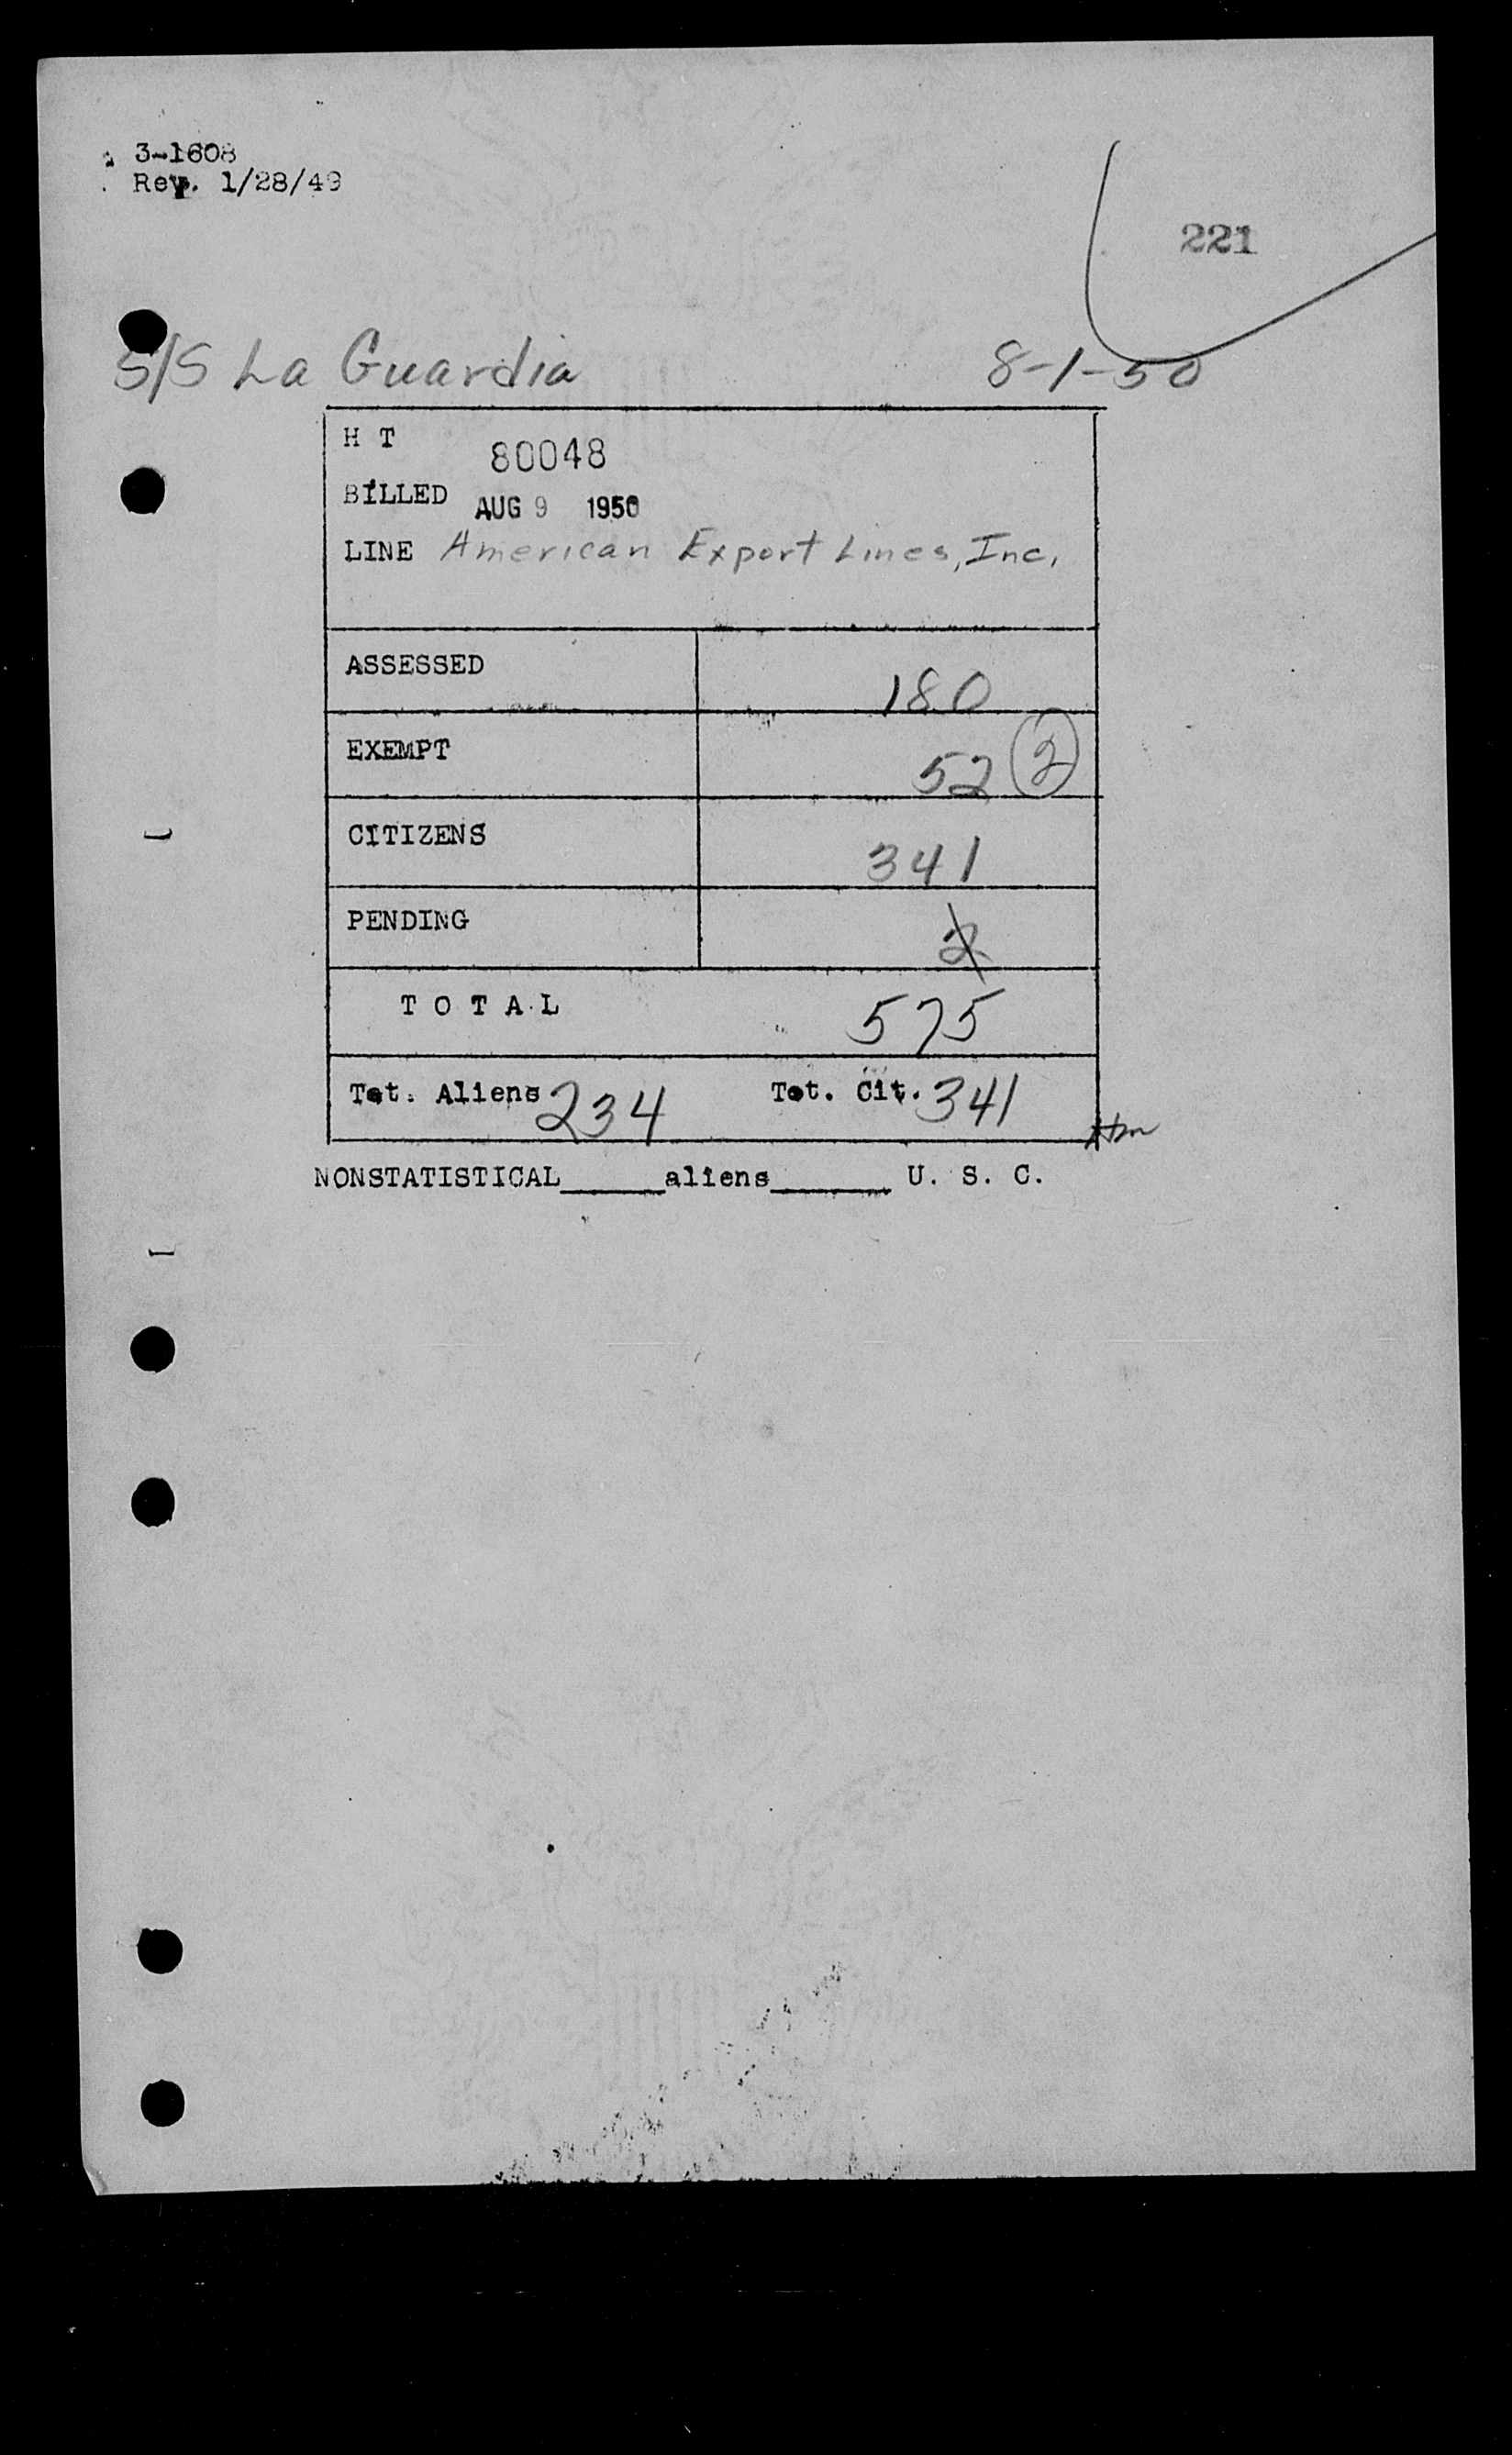 3-1608
Rev. 1/28/49
221
S/S La Guardia 8-1-50
H T 80048
BILLED AUG 9 1950
LINE American Export Lines, Inc.
ASSESSED 180
EXEMPT 52 2
CITIZENS 341
PENDING 2
TOTAL 575
Tot. Aliens 234 Tot. Cit. 341
NONSTATISTICAL______aliens_______ U. S. C.